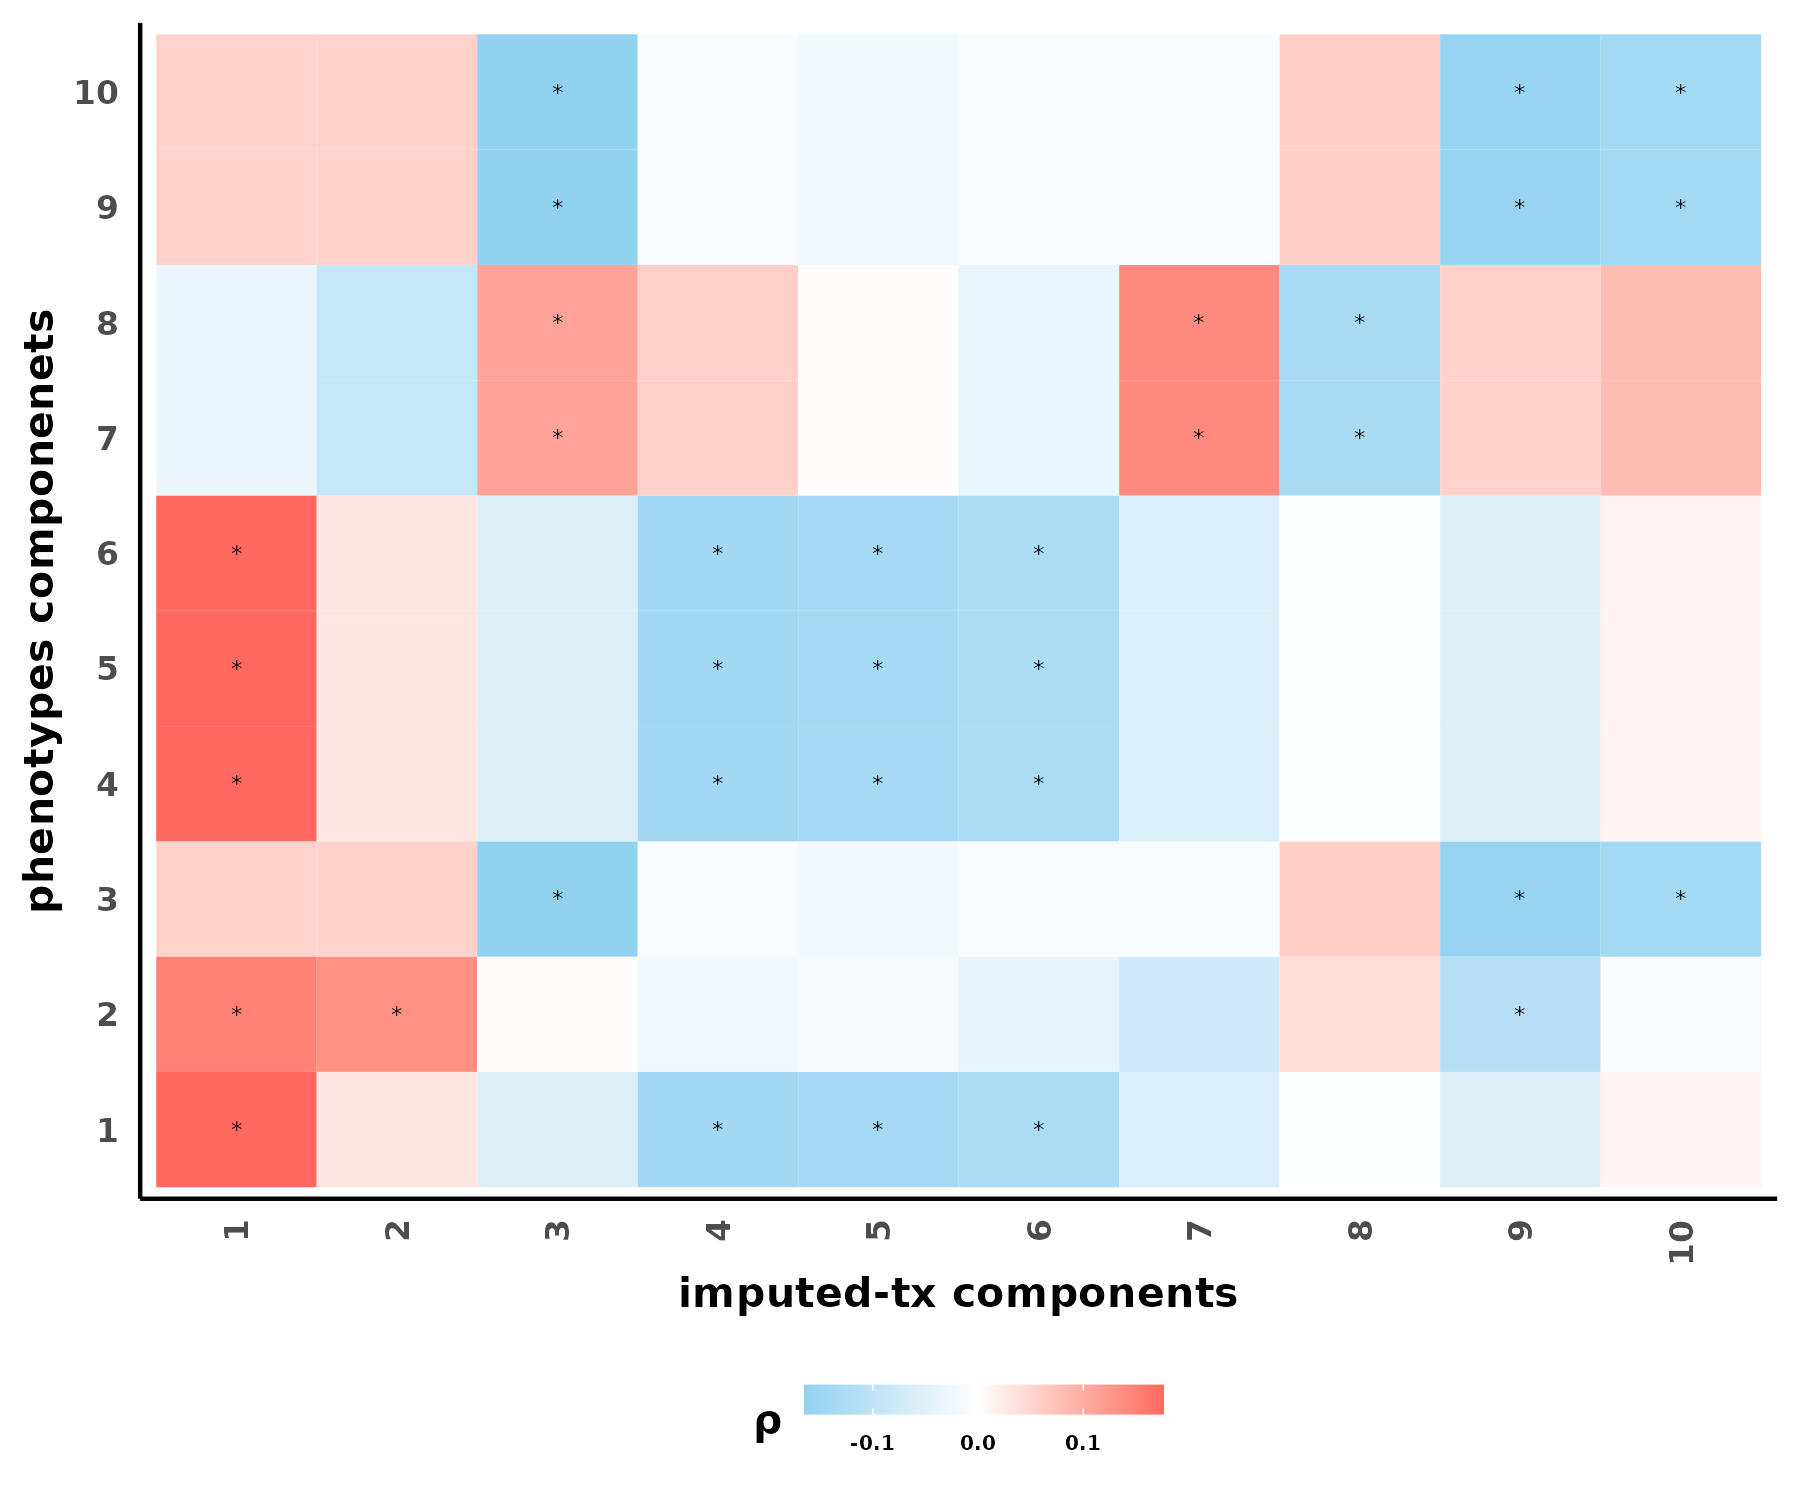 phenotypes componenets
10 * * *
9 * * *
8 * * *
7 * * *
6 * * * *
5 * * * *
4 * * * *
3 * * *
2 * * *
1 * * * *
1 2 3 4 5 6 7 8 9 10
imputed-tx components
ρ
-0.1 0.0 0.1